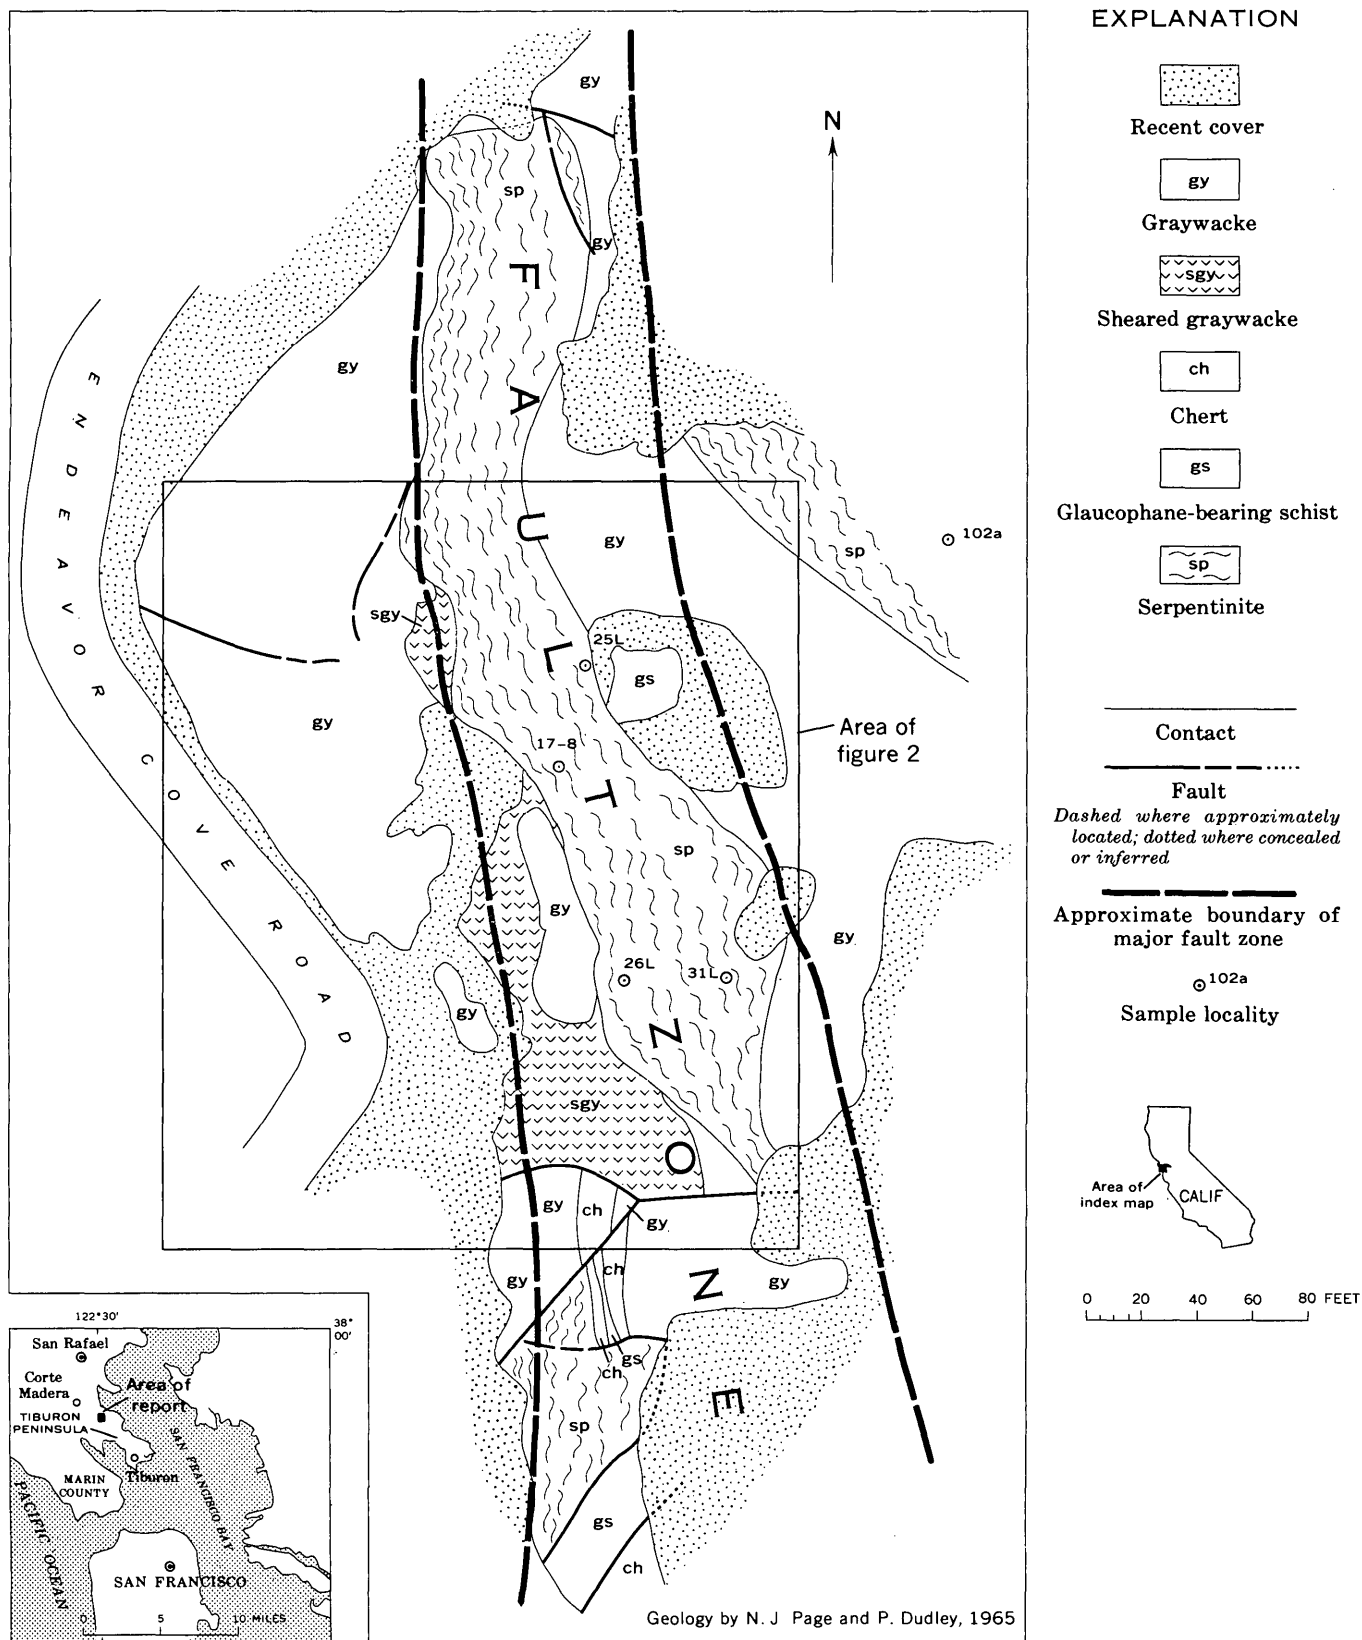 gy
N
sp
gy
F
gy
A
E N D E A V O R C O V E R O A D
U
gy
sp
102a
sgy
25L
L
gs
gy
Area of
figure 2
17-8
T
sp
gy
gy
26L
31L
gy
Z
sgy
O
gy
ch
gy
gy
ch
N
gy
gs
ch
E
sp
gs
ch
Geology by N. J Page and P. Dudley, 1965
122°30'
38°
00'
San Rafael
Corte
Madera
Area of
report
TIBURON
PENINSULA
Tiburon
MARIN
COUNTY
SAN FRANCISCO BAY
PACIFIC OCEAN
SAN FRANCISCO
0 5 10 MILES
EXPLANATION
Recent cover
gy
Graywacke
sgy
Sheared graywacke
ch
Chert
gs
Glaucophane-bearing schist
sp
Serpentinite
Contact
Fault
Dashed where approximately
located; dotted where concealed
or inferred
Approximate boundary of
major fault zone
102a
Sample locality
Area of
index map
CALIF
0 20 40 60 80 FEET